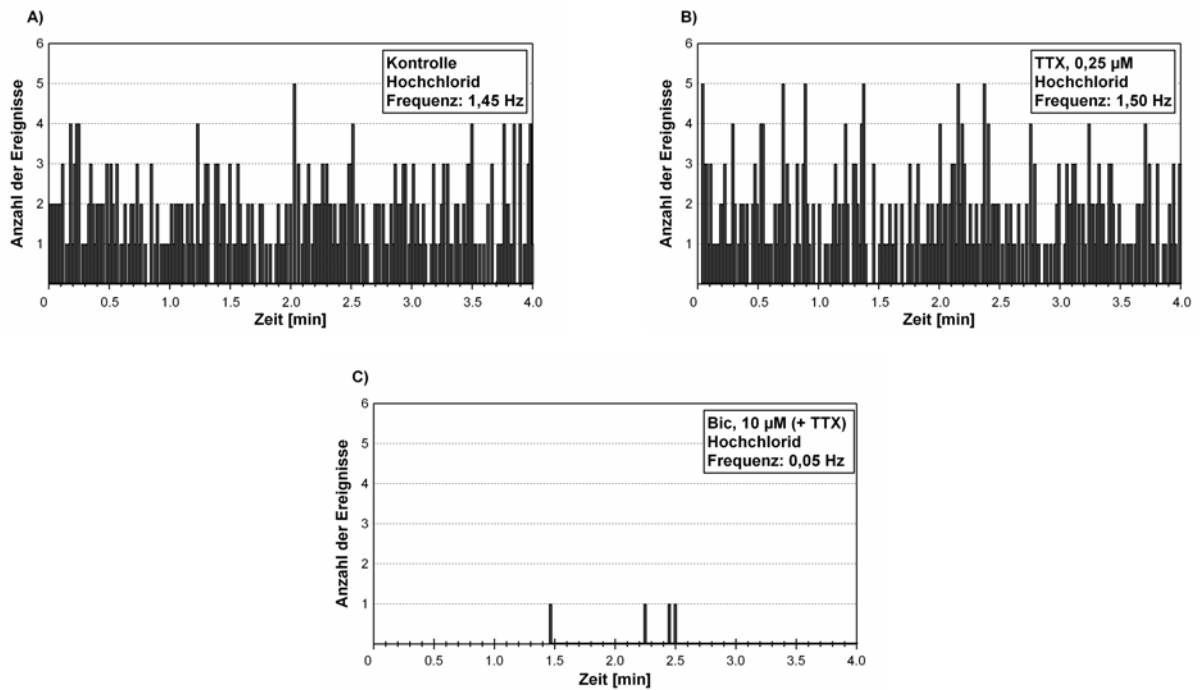 A)
Anzahl der Ereignisse
6
5
4
3
2
1
Kontrolle
Hochchlorid
Frequenz: 1,45 Hz
0 0.5 1.0 1.5 2.0 2.5 3.0 3.5 4.0
Zeit [min]
B)
Anzahl der Ereignisse
6
5
4
3
2
1
TTX, 0,25 µM
Hochchlorid
Frequenz: 1,50 Hz
0 0.5 1.0 1.5 2.0 2.5 3.0 3.5 4.0
Zeit [min]
C)
Anzahl der Ereignisse
6
5
4
3
2
1
Bic, 10 µM (+ TTX)
Hochchlorid
Frequenz: 0,05 Hz
0 0.5 1.0 1.5 2.0 2.5 3.0 3.5 4.0
Zeit [min]